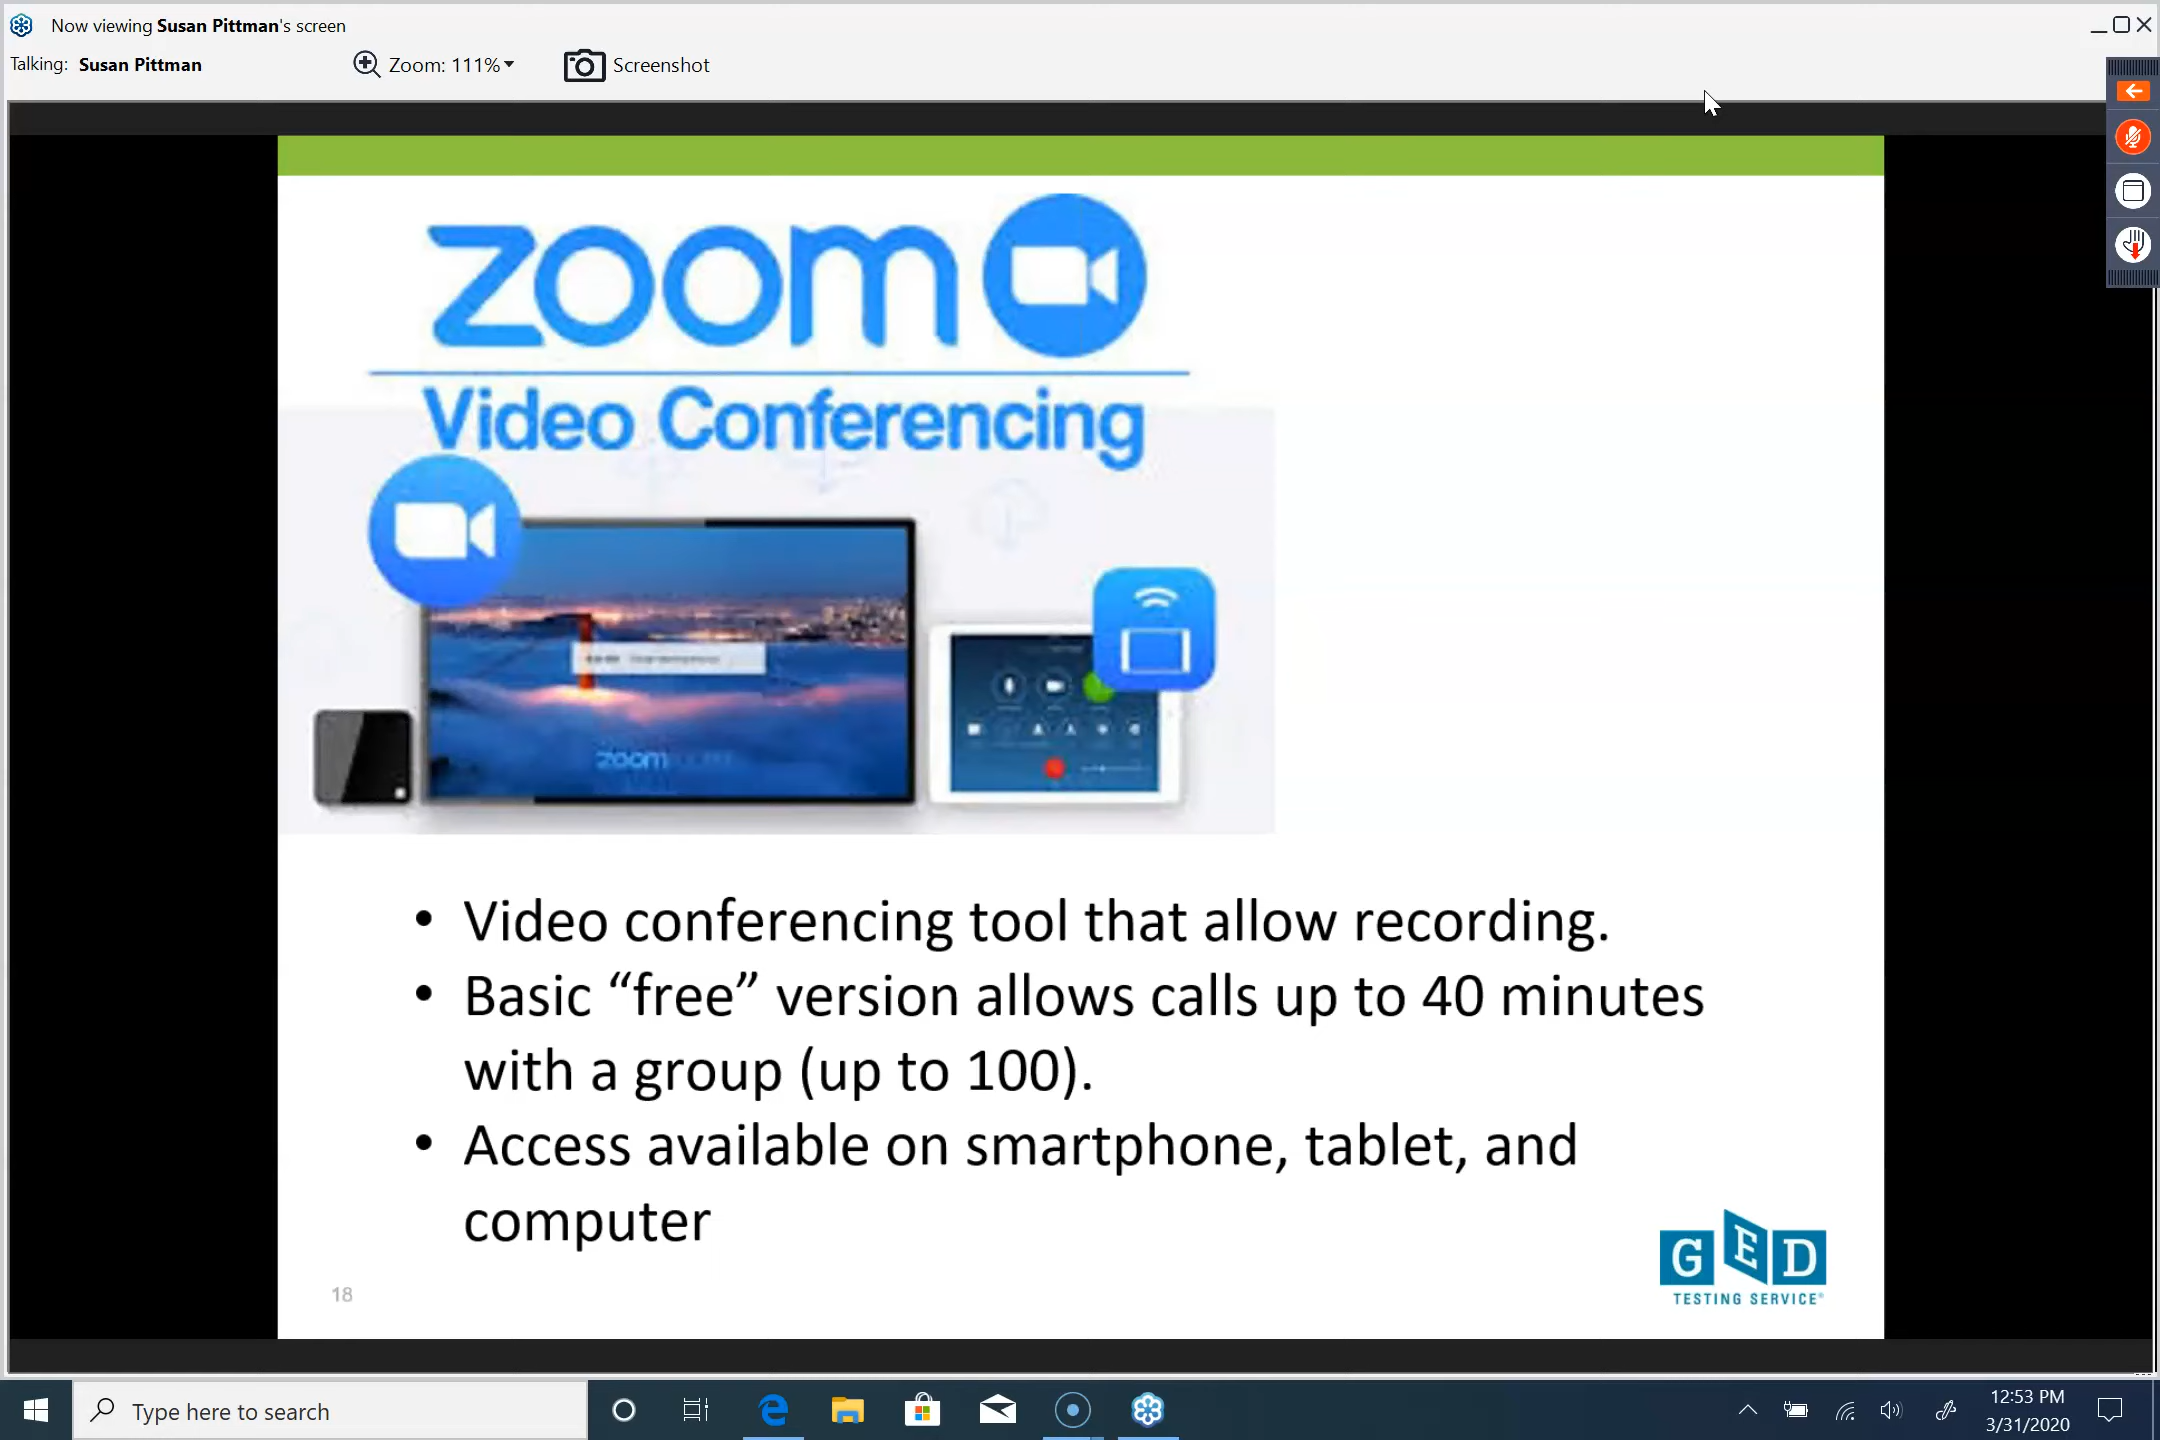 Now viewing Susan Pittman's screen
Talking: Susan Pittman
Zoom: 111%
Screenshot
zoom
Video Conferencing
zoom
• Video conferencing tool that allow recording.
• Basic “free” version allows calls up to 40 minutes
with a group (up to 100).
• Access available on smartphone, tablet, and
computer
GED
TESTING SERVICE®
18
Type here to search
12:53 PM
3/31/2020